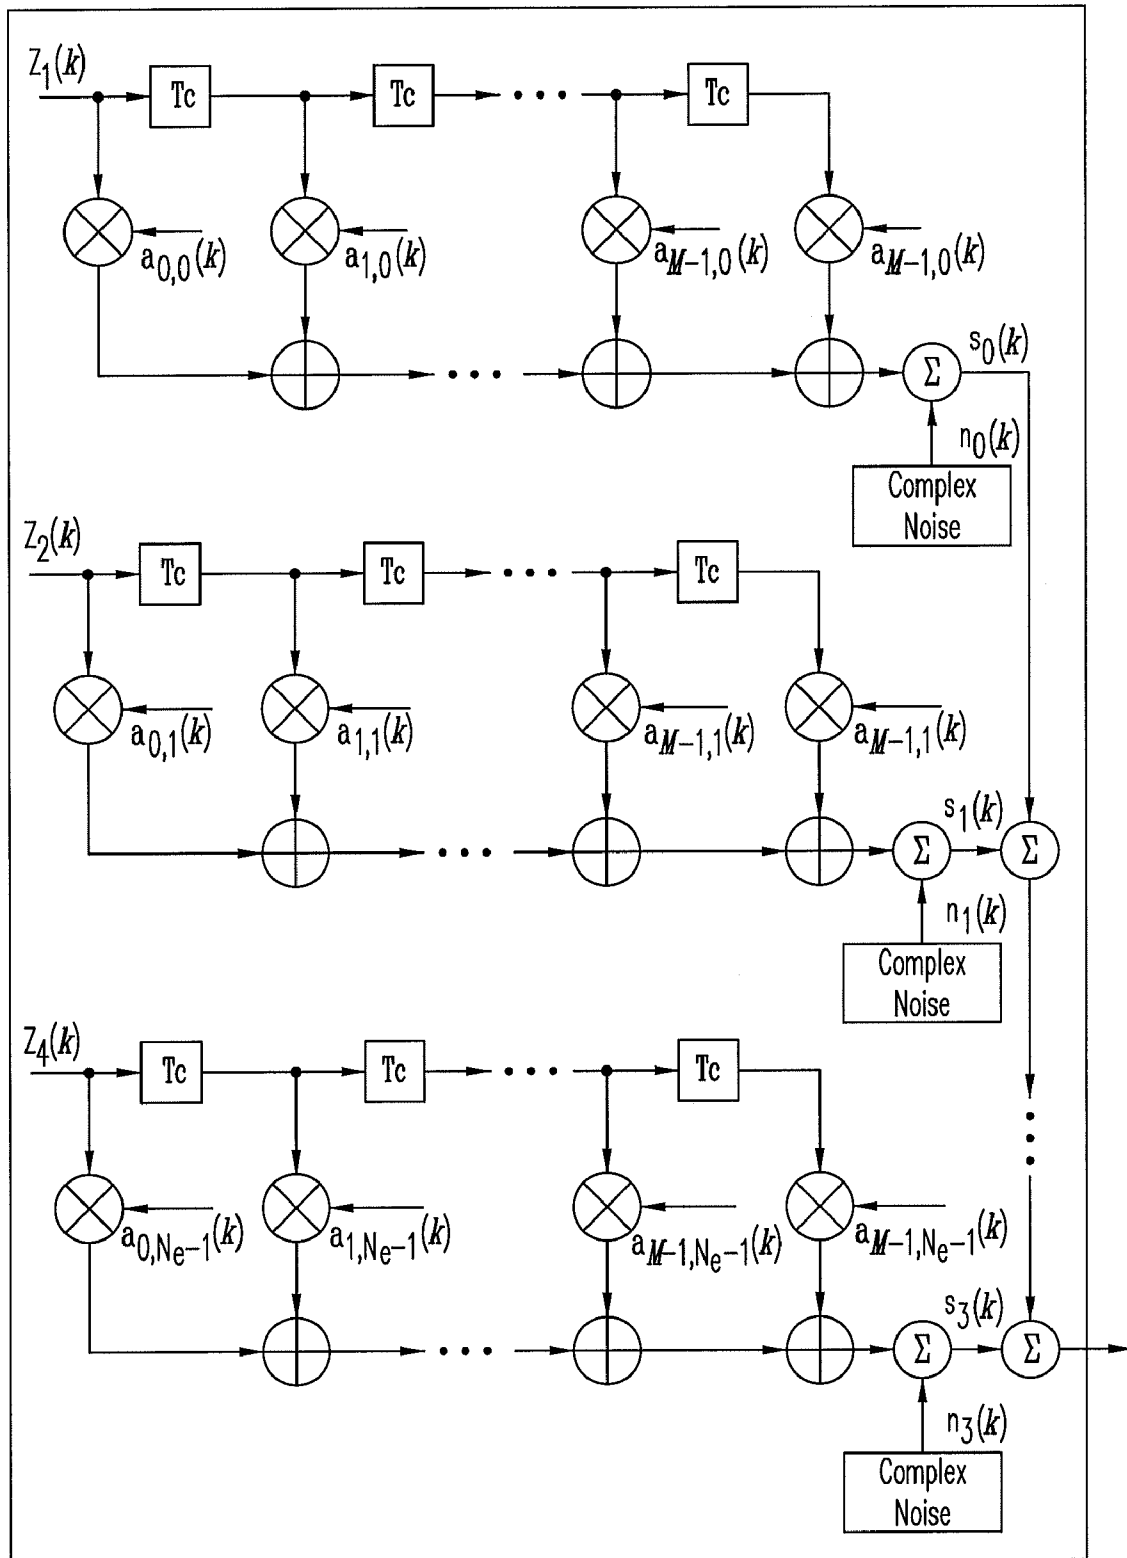 Z1(k)
Tc
Tc
Tc
a0,0(k)
a1,0(k)
aM-1,0(k)
aM-1,0(k)
Σ
s0(k)
n0(k)
Complex
Noise
Z2(k)
Tc
Tc
Tc
a0,1(k)
a1,1(k)
aM-1,1(k)
aM-1,1(k)
Σ
s1(k)
Σ
n1(k)
Complex
Noise
Z4(k)
Tc
Tc
Tc
a0,Ne-1(k)
a1,Ne-1(k)
aM-1,Ne-1(k)
aM-1,Ne-1(k)
Σ
s3(k)
Σ
n3(k)
Complex
Noise